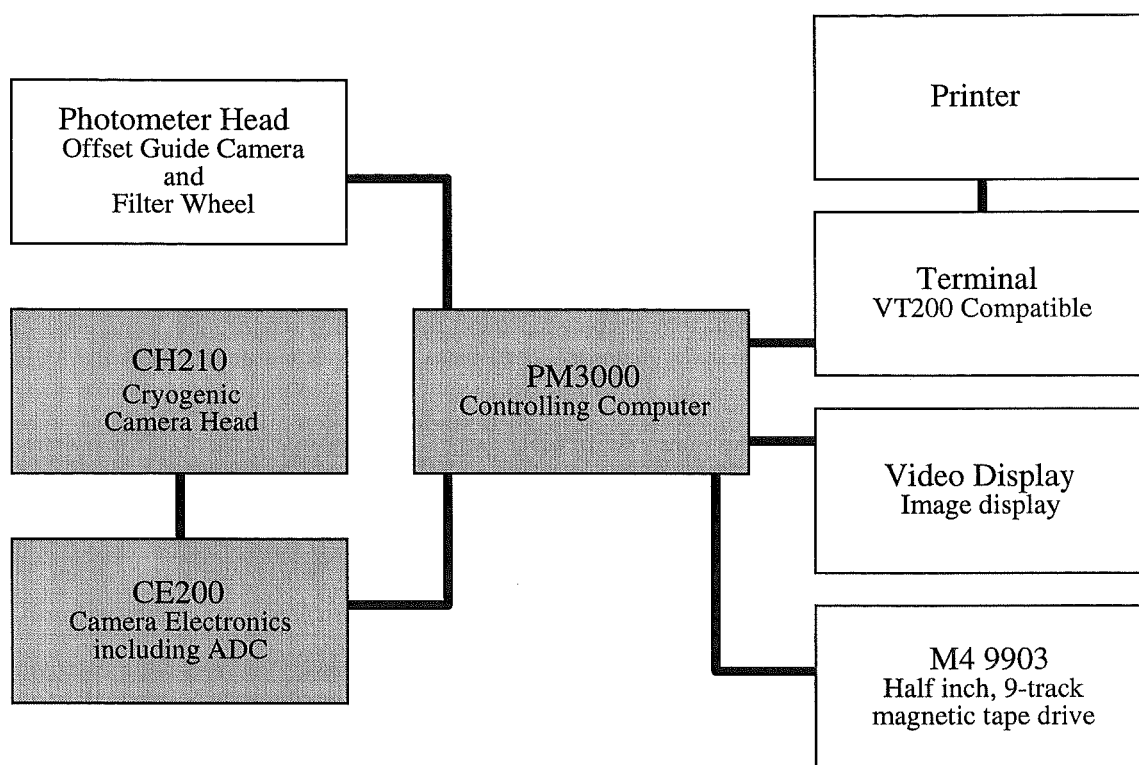 Photometer Head
Offset Guide Camera
and
Filter Wheel
CH210
Cryogenic
Camera Head
CE200
Camera Electronics
including ADC
PM3000
Controlling Computer
Printer
Terminal
VT200 Compatible
Video Display
Image display
M4 9903
Half inch, 9-track
magnetic tape drive